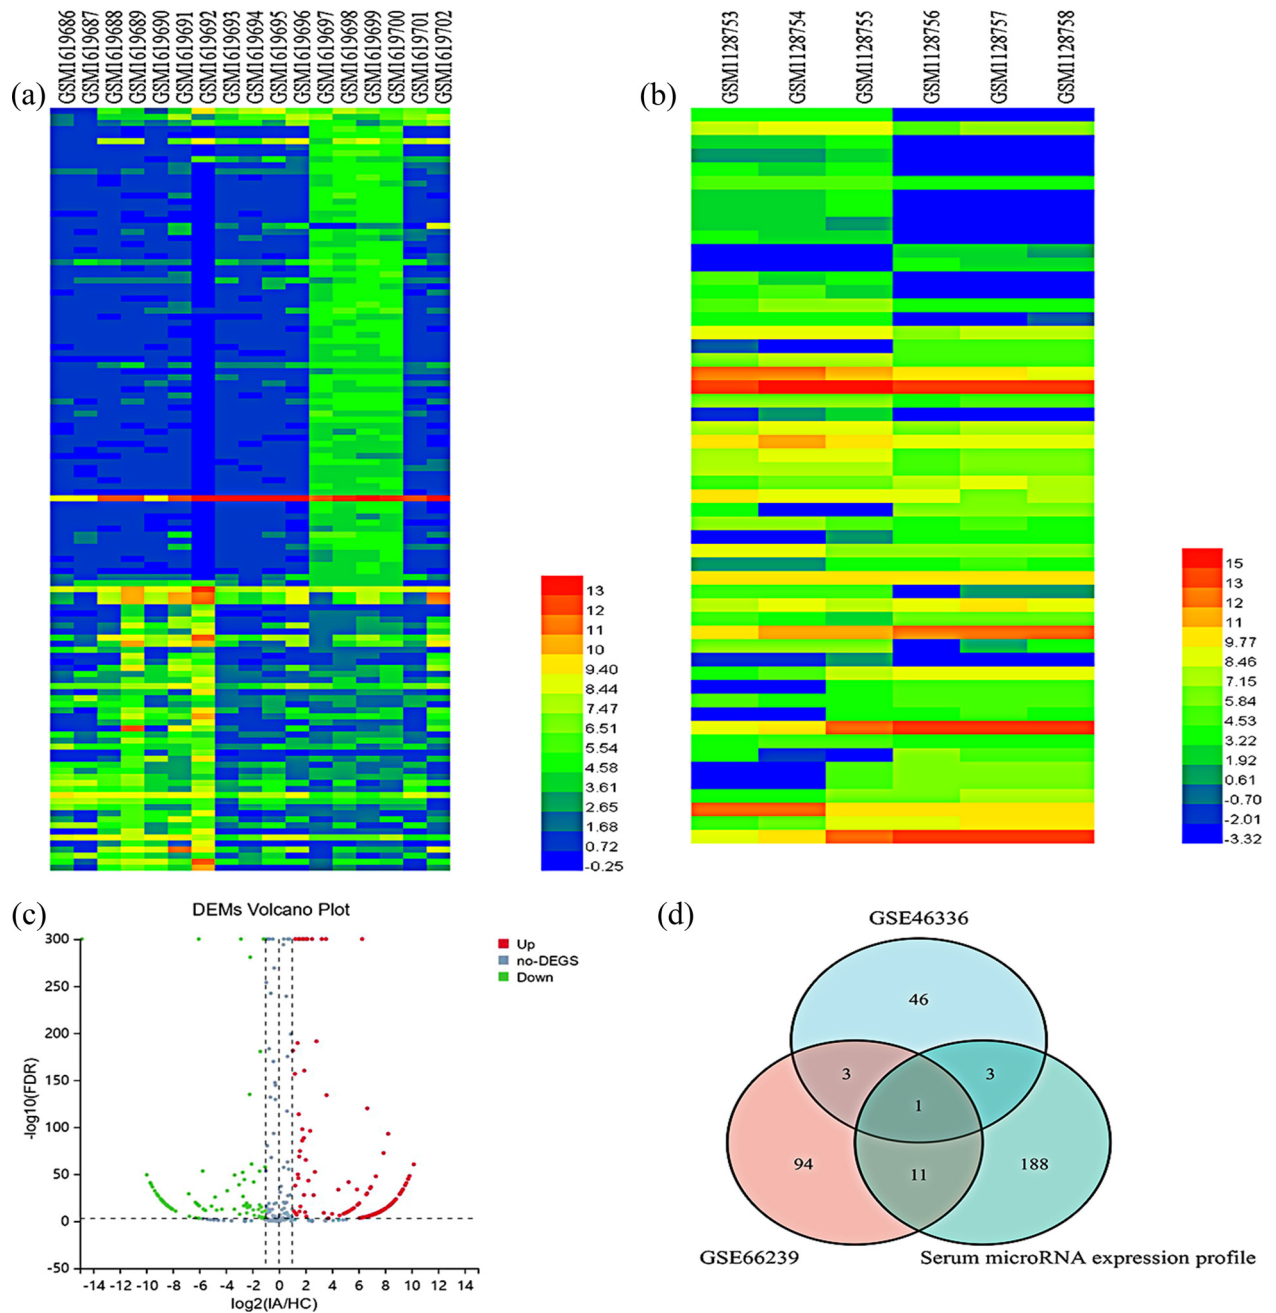 (a)
GSM1619686
GSM1619687
GSM1619688
GSM1619689
GSM1619690
GSM1619691
GSM1619692
GSM1619693
GSM1619694
GSM1619695
GSM1619696
GSM1619697
GSM1619698
GSM1619699
GSM1619700
GSM1619701
GSM1619702
13
12
11
10
9.40
8.44
7.47
6.51
5.54
4.58
3.61
2.65
1.68
0.72
-0.25
(b)
GSM1128753
GSM1128754
GSM1128755
GSM1128756
GSM1128757
GSM1128758
15
13
12
11
9.77
8.46
7.15
5.84
4.53
3.22
1.92
0.61
-0.70
-2.01
-3.32
(c)
DEMs Volcano Plot
300
250
200
150
100
50
0
-50
-log10(FDR)
-14 -12 -10 -8 -6 -4 -2 0 2 4 6 8 10 12 14
log2(IA/HC)
Up
no-DEGS
Down
(d)
GSE46336
46
3
3
1
94
11
188
GSE66239
Serum microRNA expression profile